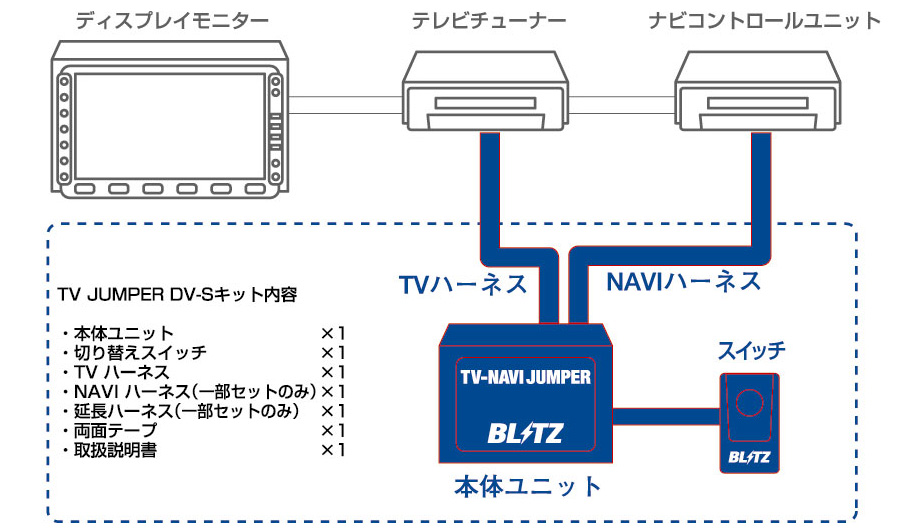 ディスプレイモニター
テレビチューナー
ナビコントロールユニット
TVハーネス
NAVIハーネス
TV JUMPER DV-Sキット内容
・本体ユニット ×1
・切り替えスイッチ ×1
・TV ハーネス ×1
・NAVI ハーネス（一部セットのみ）×1
・延長ハーネス（一部セットのみ） ×1
・両面テープ ×1
・取扱説明書 ×1
TV-NAVI JUMPER
BLITZ
本体ユニット
スイッチ
BLITZ